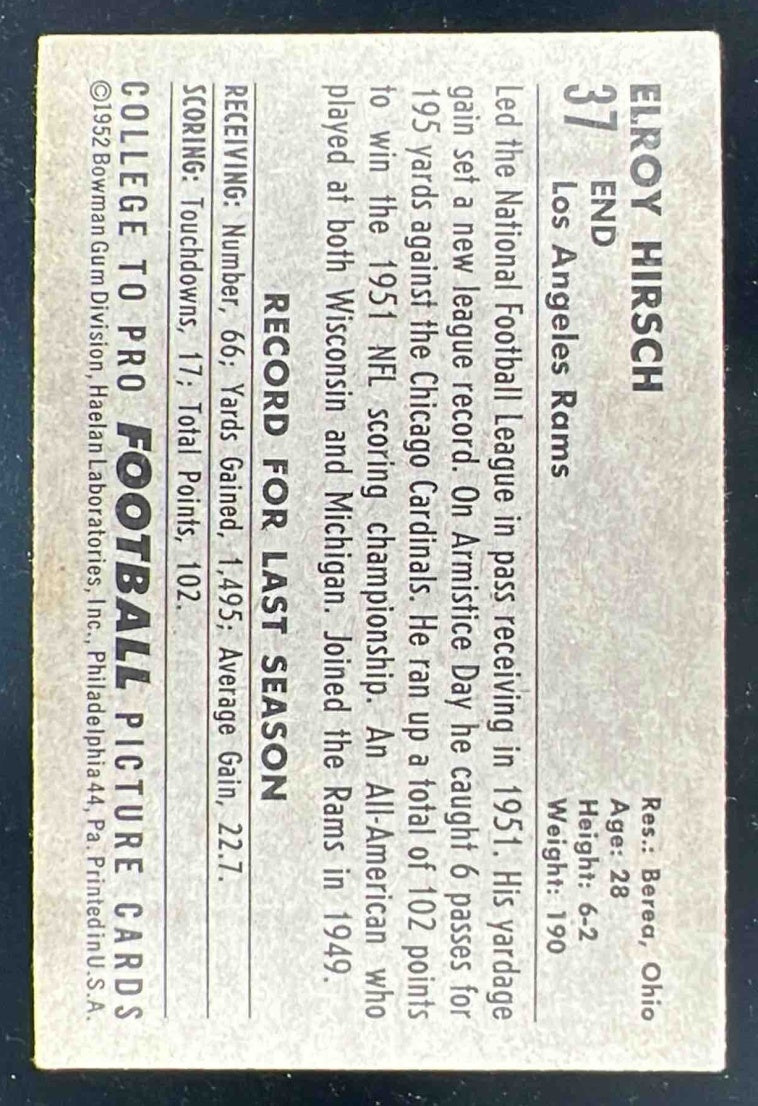 ELROY HIRSCH
37 END
Los Angeles Rams
Res.: Berea, Ohio
Age: 28
Height: 6-2
Weight: 190
Led the National Football League in pass receiving in 1951. His yardage
gain set a new league record. On Armistice Day he caught 6 passes for
195 yards against the Chicago Cardinals. He ran up a total of 102 points
to win the 1951 NFL scoring championship. An All-American who
played at both Wisconsin and Michigan. Joined the Rams in 1949.
RECORD FOR LAST SEASON
RECEIVING: Number, 66; Yards Gained, 1,495; Average Gain, 22.7.
SCORING: Touchdowns, 17; Total Points, 102.
COLLEGE TO PRO FOOTBALL PICTURE CARDS
©1952 Bowman Gum Division, Haelan Laboratories, Inc., Philadelphia 44, Pa. Printed in U.S.A.